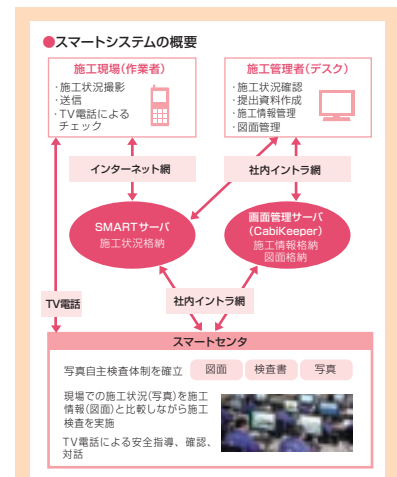 ●スマートシステムの概要
施工現場(作業者)
・施工状況撮影
・送信
・TV電話による
チェック
施工管理者(デスク)
・施工状況確認
・提出資料作成
・施工情報管理
・図面管理
インターネット網
社内イントラ網
SMARTサーバ
施工状況格納
画面管理サーバ
(CabiKeeper)
施工情報格納
図面格納
TV電話
社内イントラ網
スマートセンタ
写真自主検査体制を確立
図面
検査書
写真
現場での施工状況(写真)を施工
情報(図面)と比較しながら施工
検査を実施
TV電話による安全指導、確認、
対話